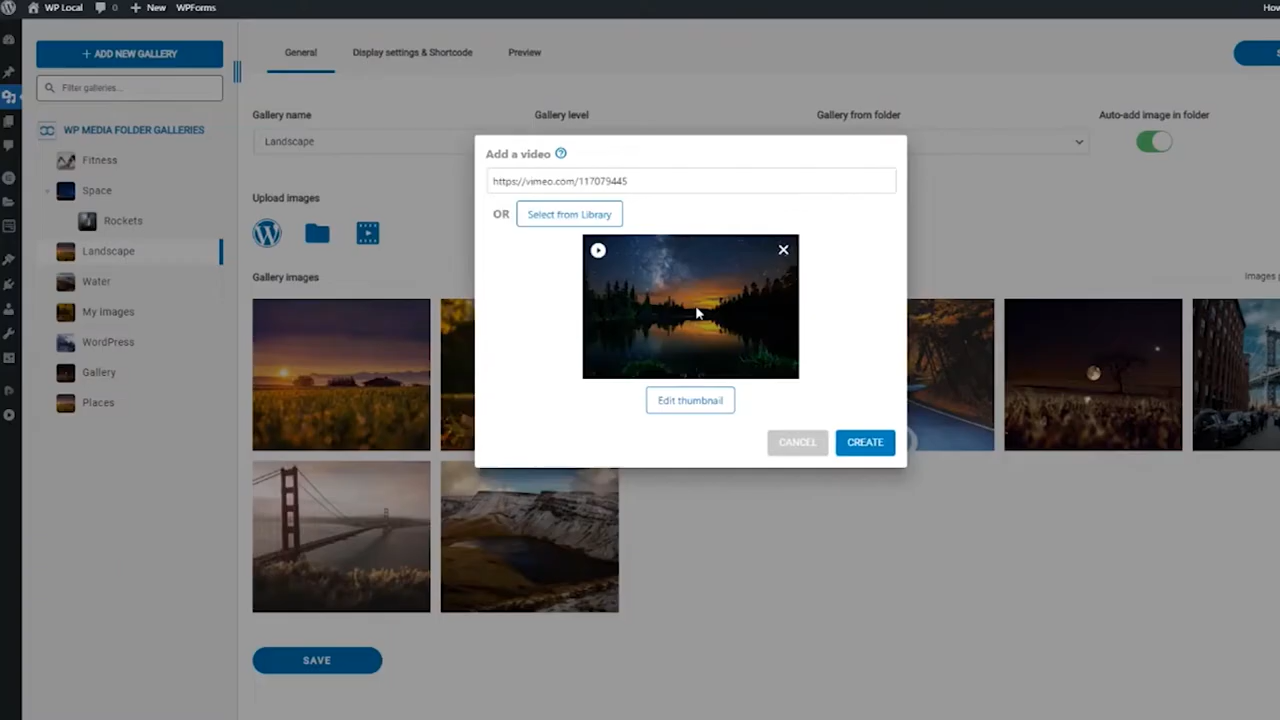 WP Local
0
New
WPForms
How
ADD NEW GALLERY
Filter galleries...
WP MEDIA FOLDER GALLERIES
Fitness
Space
Rockets
Landscape
Water
My images
WordPress
Gallery
Places
General
Display settings & Shortcode
Preview
S
Gallery name
Gallery level
Gallery from folder
Auto-add image in folder
Landscape
Upload images
Gallery images
Images p
Add a video
https://vimeo.com/117079445
OR
Select from Library
Edit thumbnail
CANCEL
CREATE
SAVE